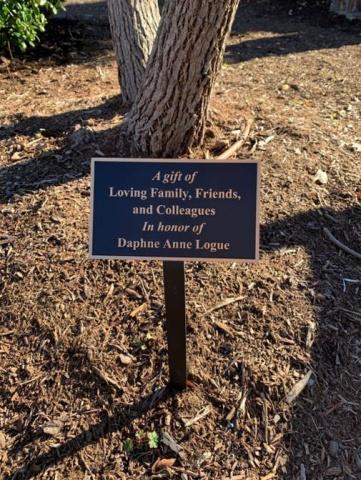 A gift of
Loving Family, Friends,
and Colleagues
In honor of
Daphne Anne Logue